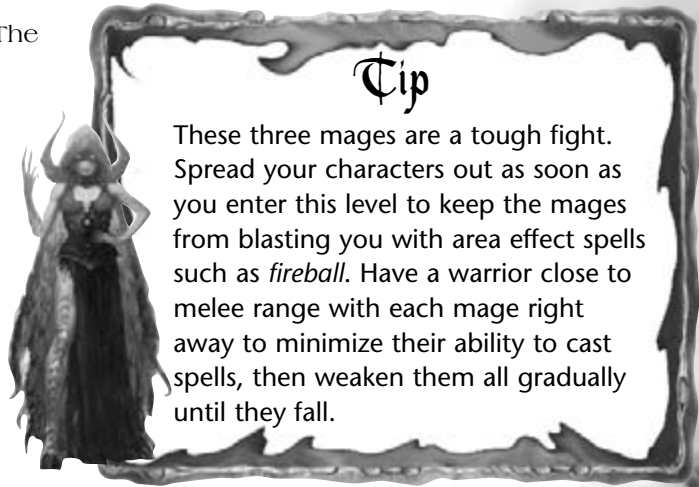 The
Tip
These three mages are a tough fight.
Spread your characters out as soon as
you enter this level to keep the mages
from blasting you with area effect spells
such as fireball. Have a warrior close to
melee range with each mage right
away to minimize their ability to cast
spells, then weaken them all gradually
until they fall.